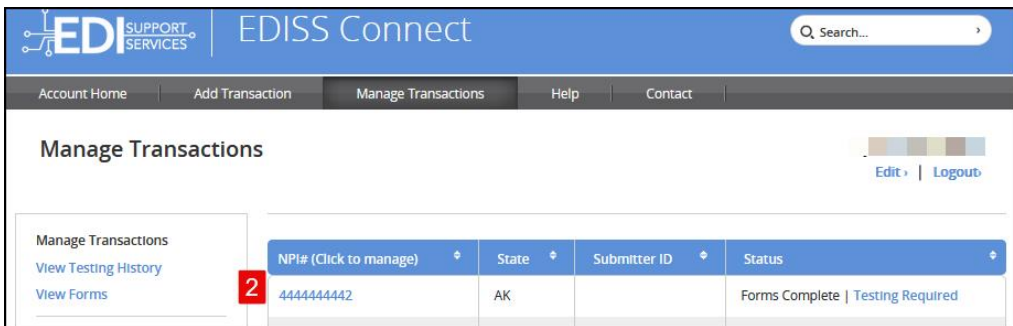 EDI SUPPORT SERVICES EDISS Connect
Search...
Account Home Add Transaction Manage Transactions Help Contact
Manage Transactions
Edit › | Logout›
Manage Transactions
View Testing History
View Forms
NPI# (Click to manage) State Submitter ID Status
2 4444444442 AK Forms Complete | Testing Required